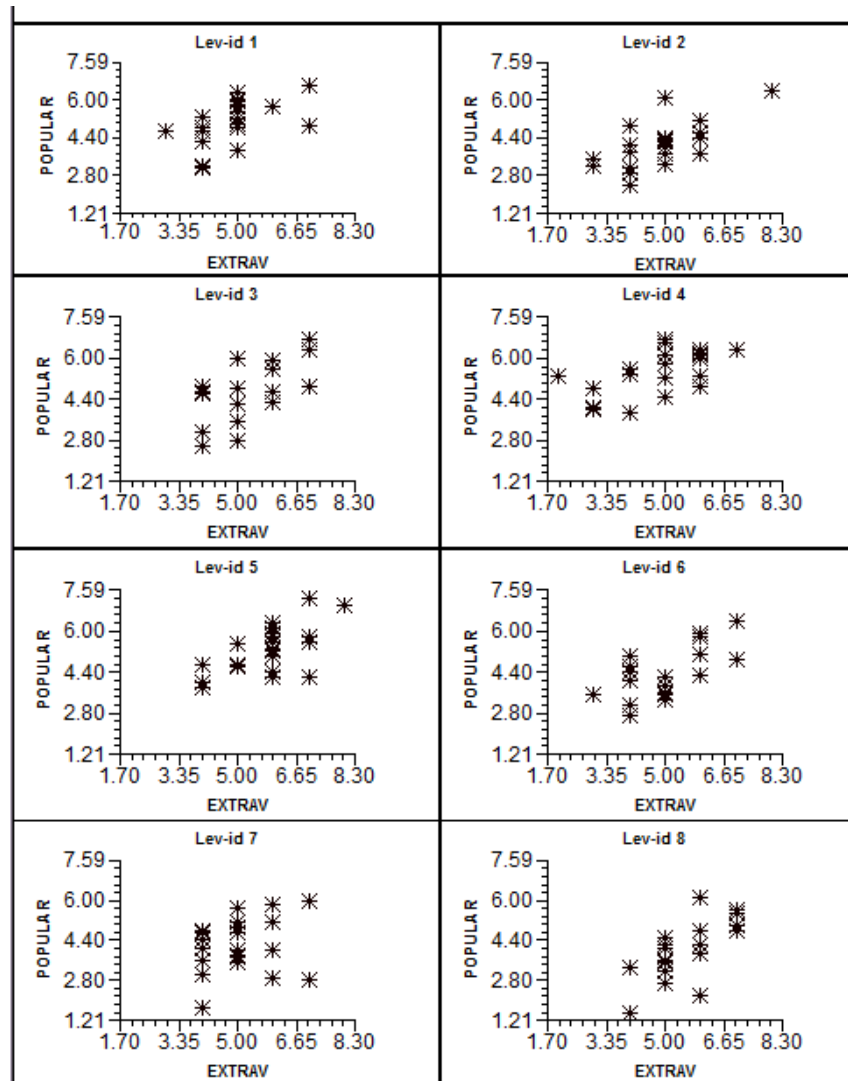 Lev-id 1
7.59
6.00
4.40
2.80
1.21
POPULAR
1.70 3.35 5.00 6.65 8.30
EXTRAV
Lev-id 2
7.59
6.00
4.40
2.80
1.21
POPULAR
1.70 3.35 5.00 6.65 8.30
EXTRAV
Lev-id 3
7.59
6.00
4.40
2.80
1.21
POPULAR
1.70 3.35 5.00 6.65 8.30
EXTRAV
Lev-id 4
7.59
6.00
4.40
2.80
1.21
POPULAR
1.70 3.35 5.00 6.65 8.30
EXTRAV
Lev-id 5
7.59
6.00
4.40
2.80
1.21
POPULAR
1.70 3.35 5.00 6.65 8.30
EXTRAV
Lev-id 6
7.59
6.00
4.40
2.80
1.21
POPULAR
1.70 3.35 5.00 6.65 8.30
EXTRAV
Lev-id 7
7.59
6.00
4.40
2.80
1.21
POPULAR
1.70 3.35 5.00 6.65 8.30
EXTRAV
Lev-id 8
7.59
6.00
4.40
2.80
1.21
POPULAR
1.70 3.35 5.00 6.65 8.30
EXTRAV